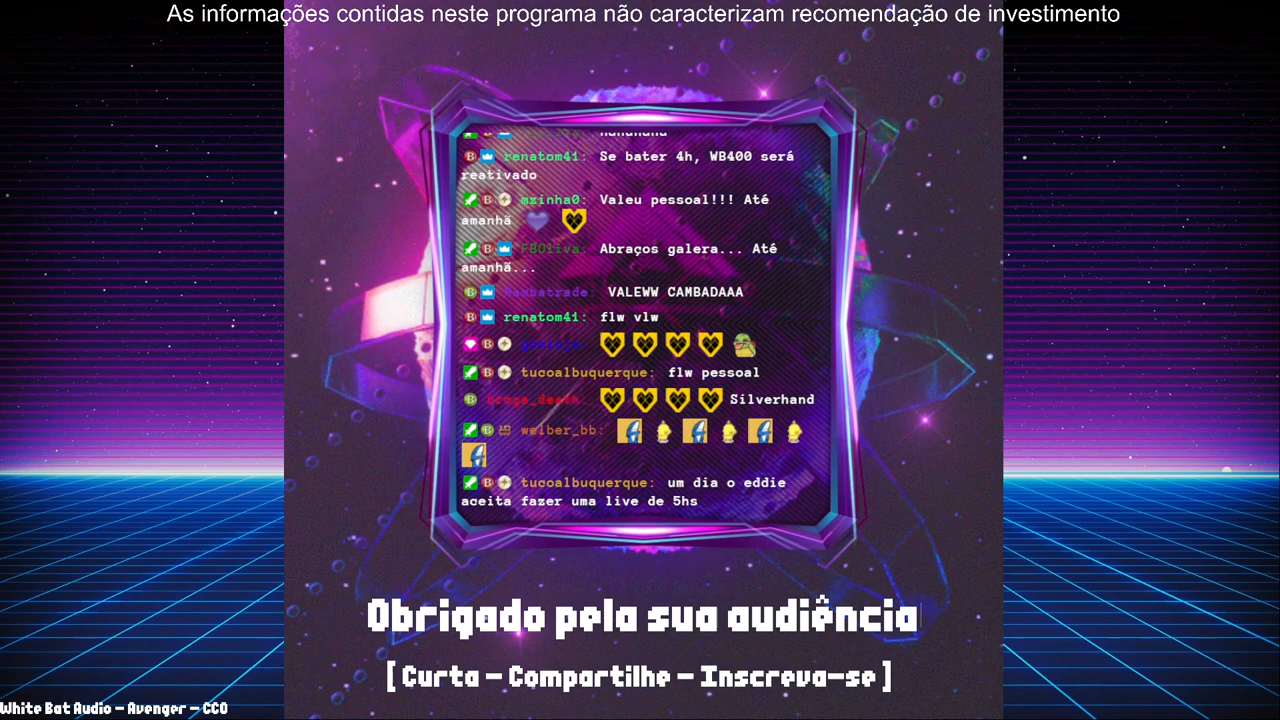 As informações contidas neste programa não caracterizam recomendação de investimento
renatom41: Se bater 4h, WB400 será
reativado
mzinha0: Valeu pessoal!!! Até
amanhã
FBOliva: Abraços galera... Até
amanhã...
VALEWW CAMBADAAA
renatom41: flw vlw
tucoalbuquerque: flw pessoal
Silverhand
welber_bb:
tucoalbuquerque: um dia o eddie
aceita fazer uma live de 5hs
Obrigado pela sua audiência
[ Curta - Compartilhe - Inscreva-se ]
White Bat Audio - Avenger - CC0